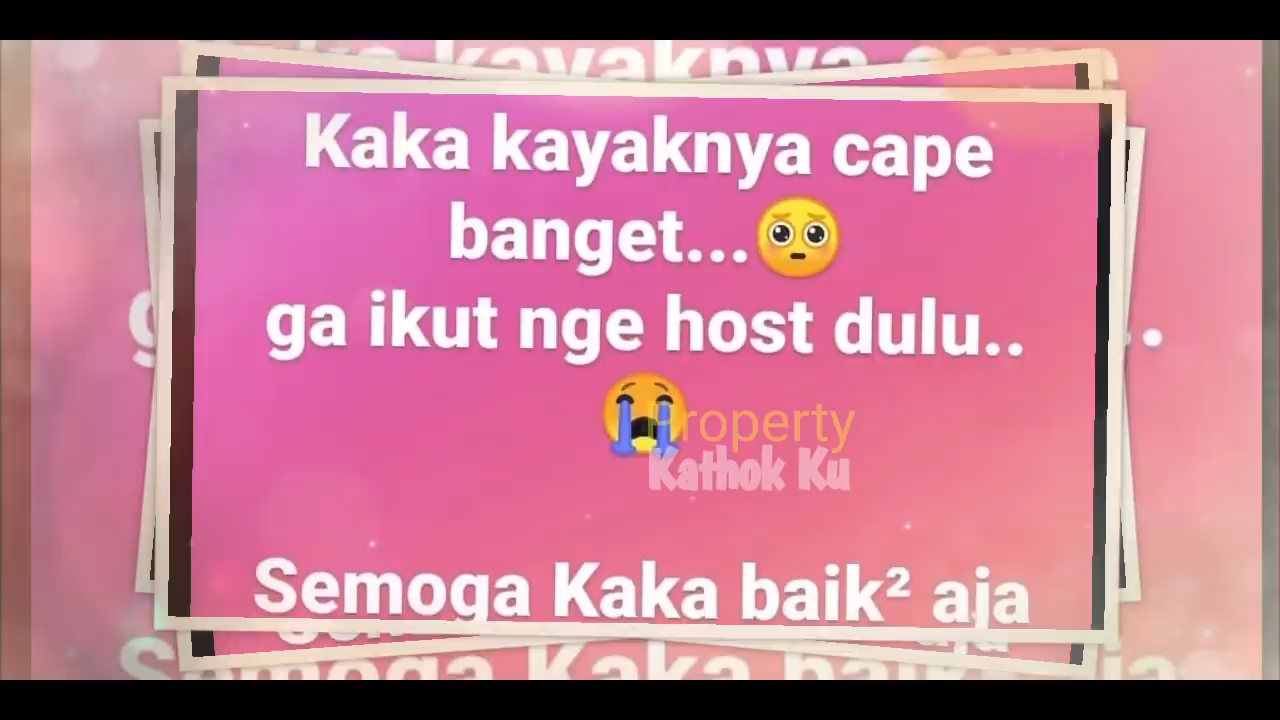 Kaka kayaknya cape
banget...🥺
ga ikut nge host dulu..
😭
Property
Kathok Ku
Semoga Kaka baik² aja